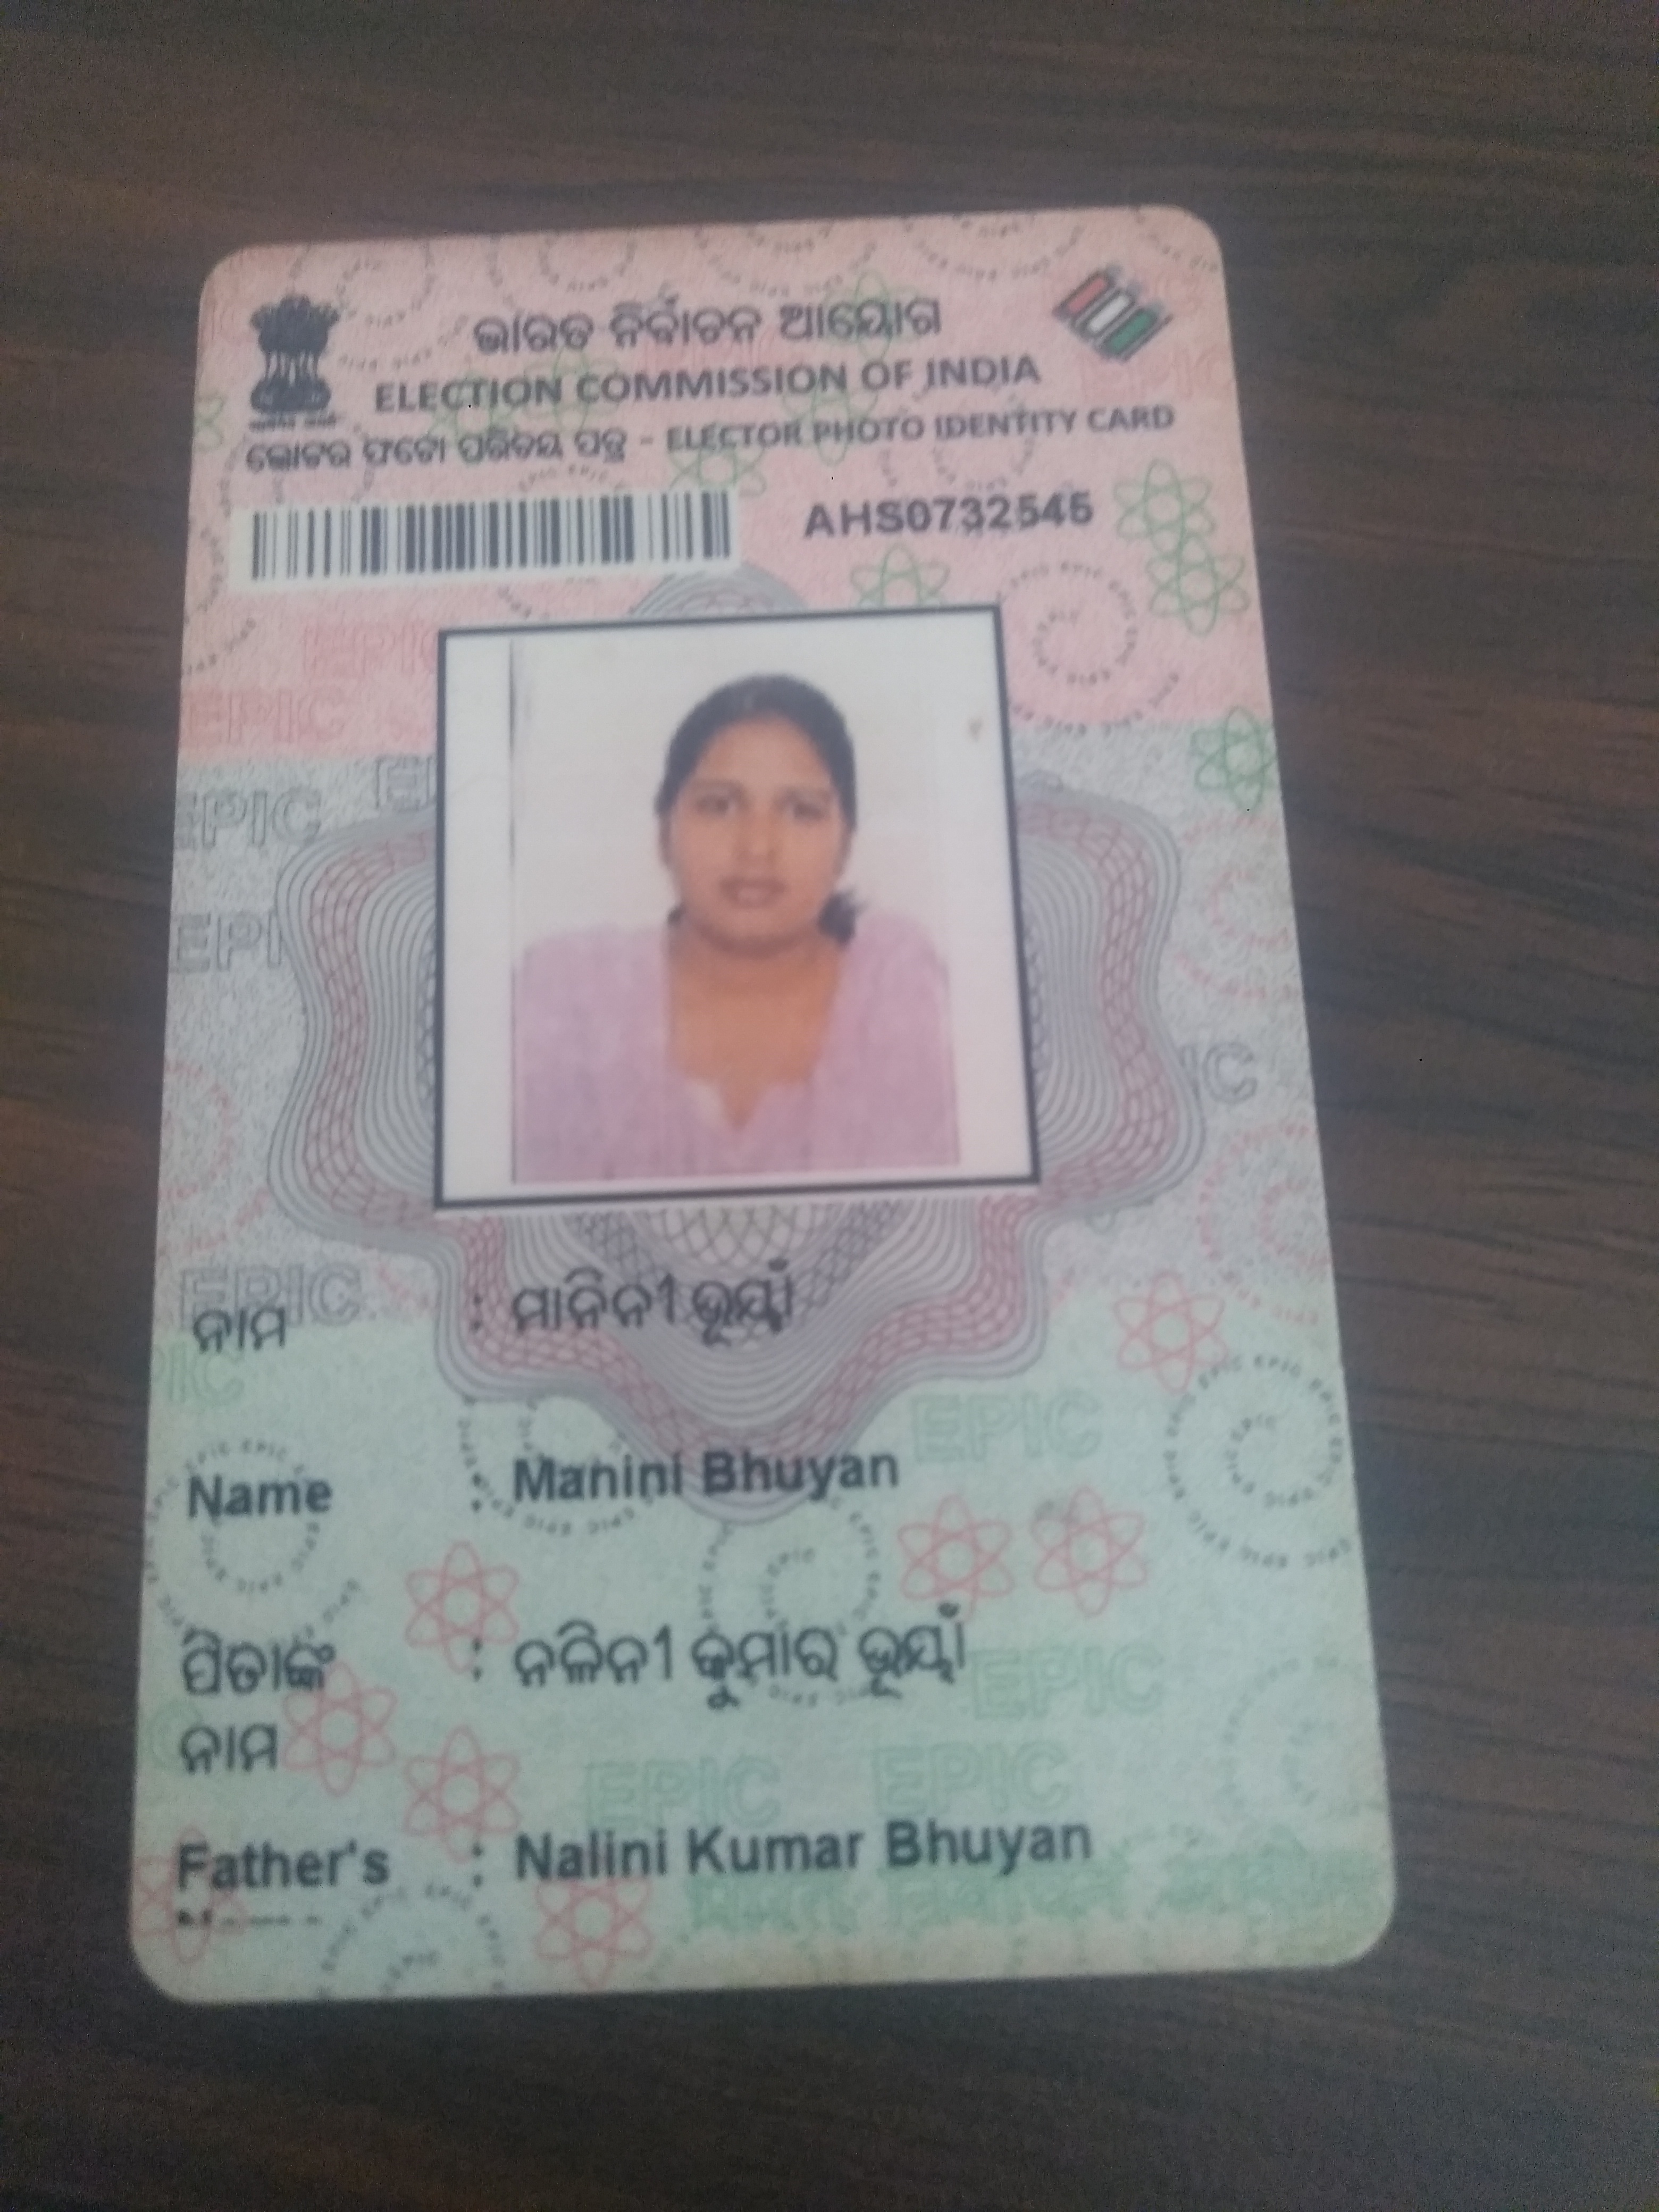 ଭାରତ ନିର୍ବାଚନ ଆୟୋଗ
ELECTION COMMISSION OF INDIA
ଭୋଟର ଫଟୋ ପରିଚୟ ପତ୍ର - ELECTOR PHOTO IDENTITY CARD
AHS0732545
ନାମ : ମାନିନୀ ଭୂୟାଁ
Name : Manini Bhuyan
ପିତାଙ୍କ : ନଳିନୀ କୁମାର ଭୂୟାଁ
ନାମ
Father's : Nalini Kumar Bhuyan